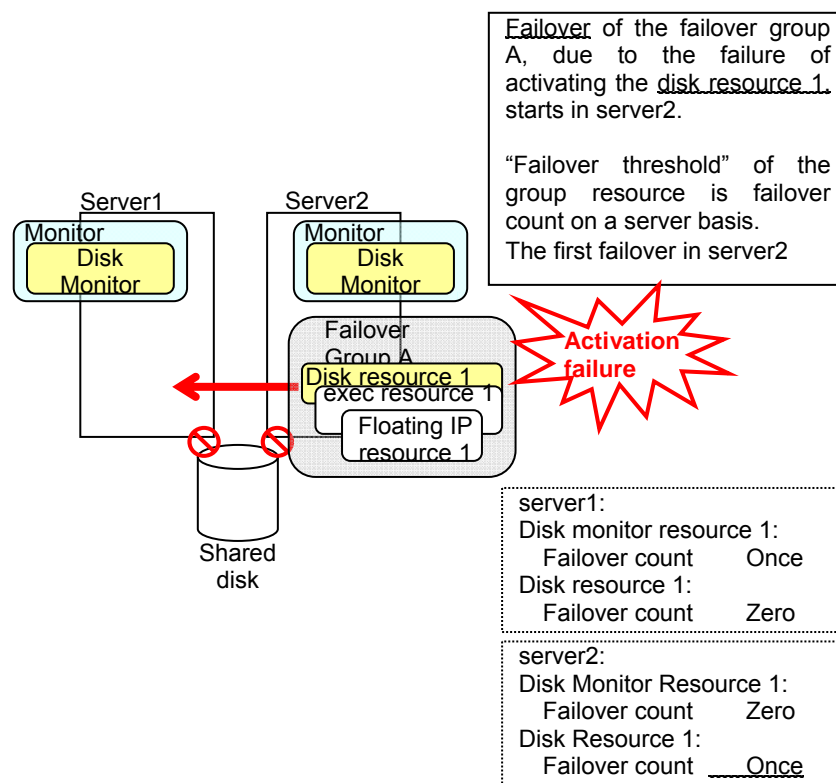 Failover of the failover group
A, due to the failure of
activating the disk resource 1,
starts in server2.
“Failover threshold” of the
group resource is failover
count on a server basis.
The first failover in server2
Server1
Server2
Monitor
Disk
Monitor
Monitor
Disk
Monitor
Failover
Group A
Disk resource 1
exec resource 1
Floating IP
resource 1
Activation
failure
Shared
disk
server1:
Disk monitor resource 1:
Failover count Once
Disk resource 1:
Failover count Zero
server2:
Disk Monitor Resource 1:
Failover count Zero
Disk Resource 1:
Failover count Once